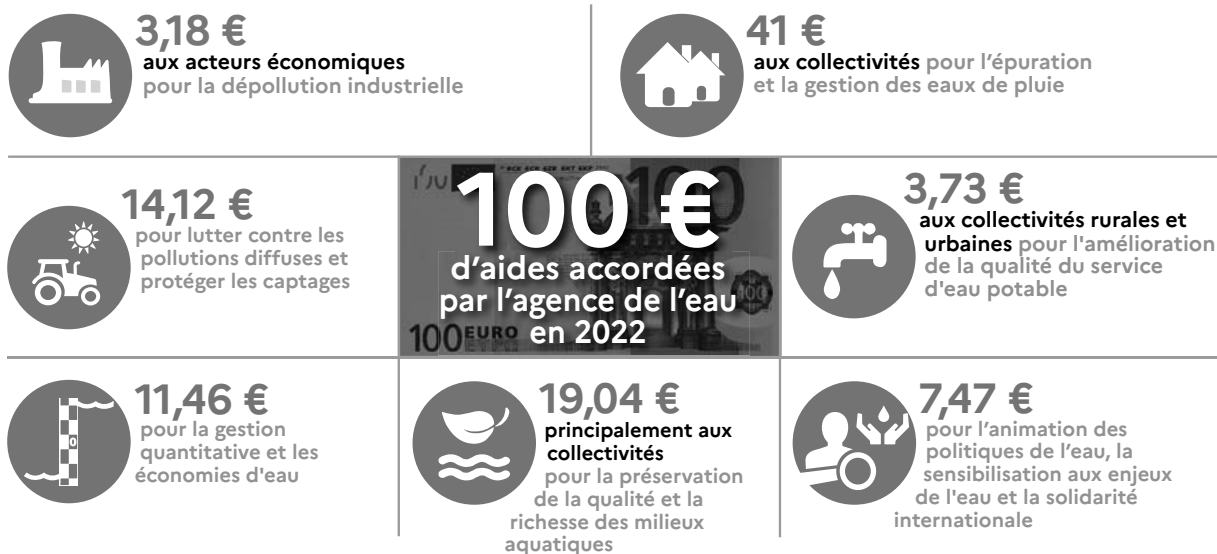 3,18 €
aux acteurs économiques
pour la dépollution industrielle
41 €
aux collectivités pour l'épuration
et la gestion des eaux de pluie
14,12 €
pour lutter contre les
pollutions diffuses et
protéger les captages
100 €
d'aides accordées
par l'agence de l'eau
en 2022
100 EURO
3,73 €
aux collectivités rurales et
urbaines pour l'amélioration
de la qualité du service
d'eau potable
11,46 €
pour la gestion
quantitative et les
économies d'eau
19,04 €
principalement aux
collectivités
pour la préservation
de la qualité et la
richesse des milieux
aquatiques
7,47 €
pour l'animation des
politiques de l'eau, la
sensibilisation aux enjeux
de l'eau et la solidarité
internationale